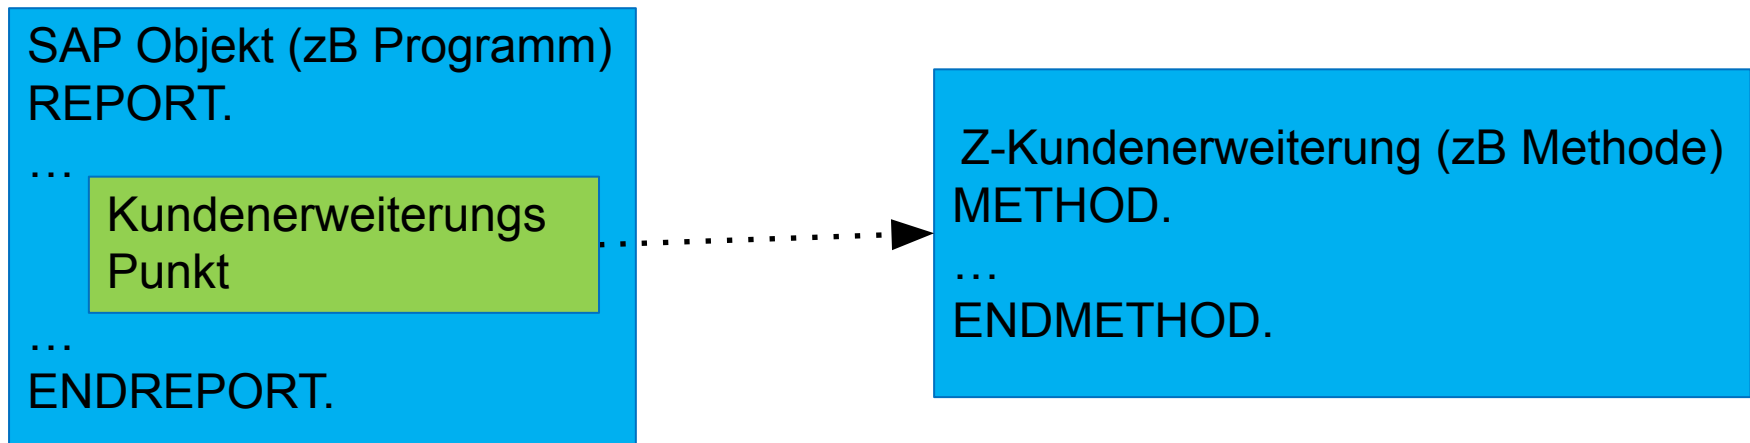 SAP Objekt (zB Programm)
REPORT.
…
Kundenerweiterungs
Punkt
…
ENDREPORT.
Z-Kundenerweiterung (zB Methode)
METHOD.
…
ENDMETHOD.